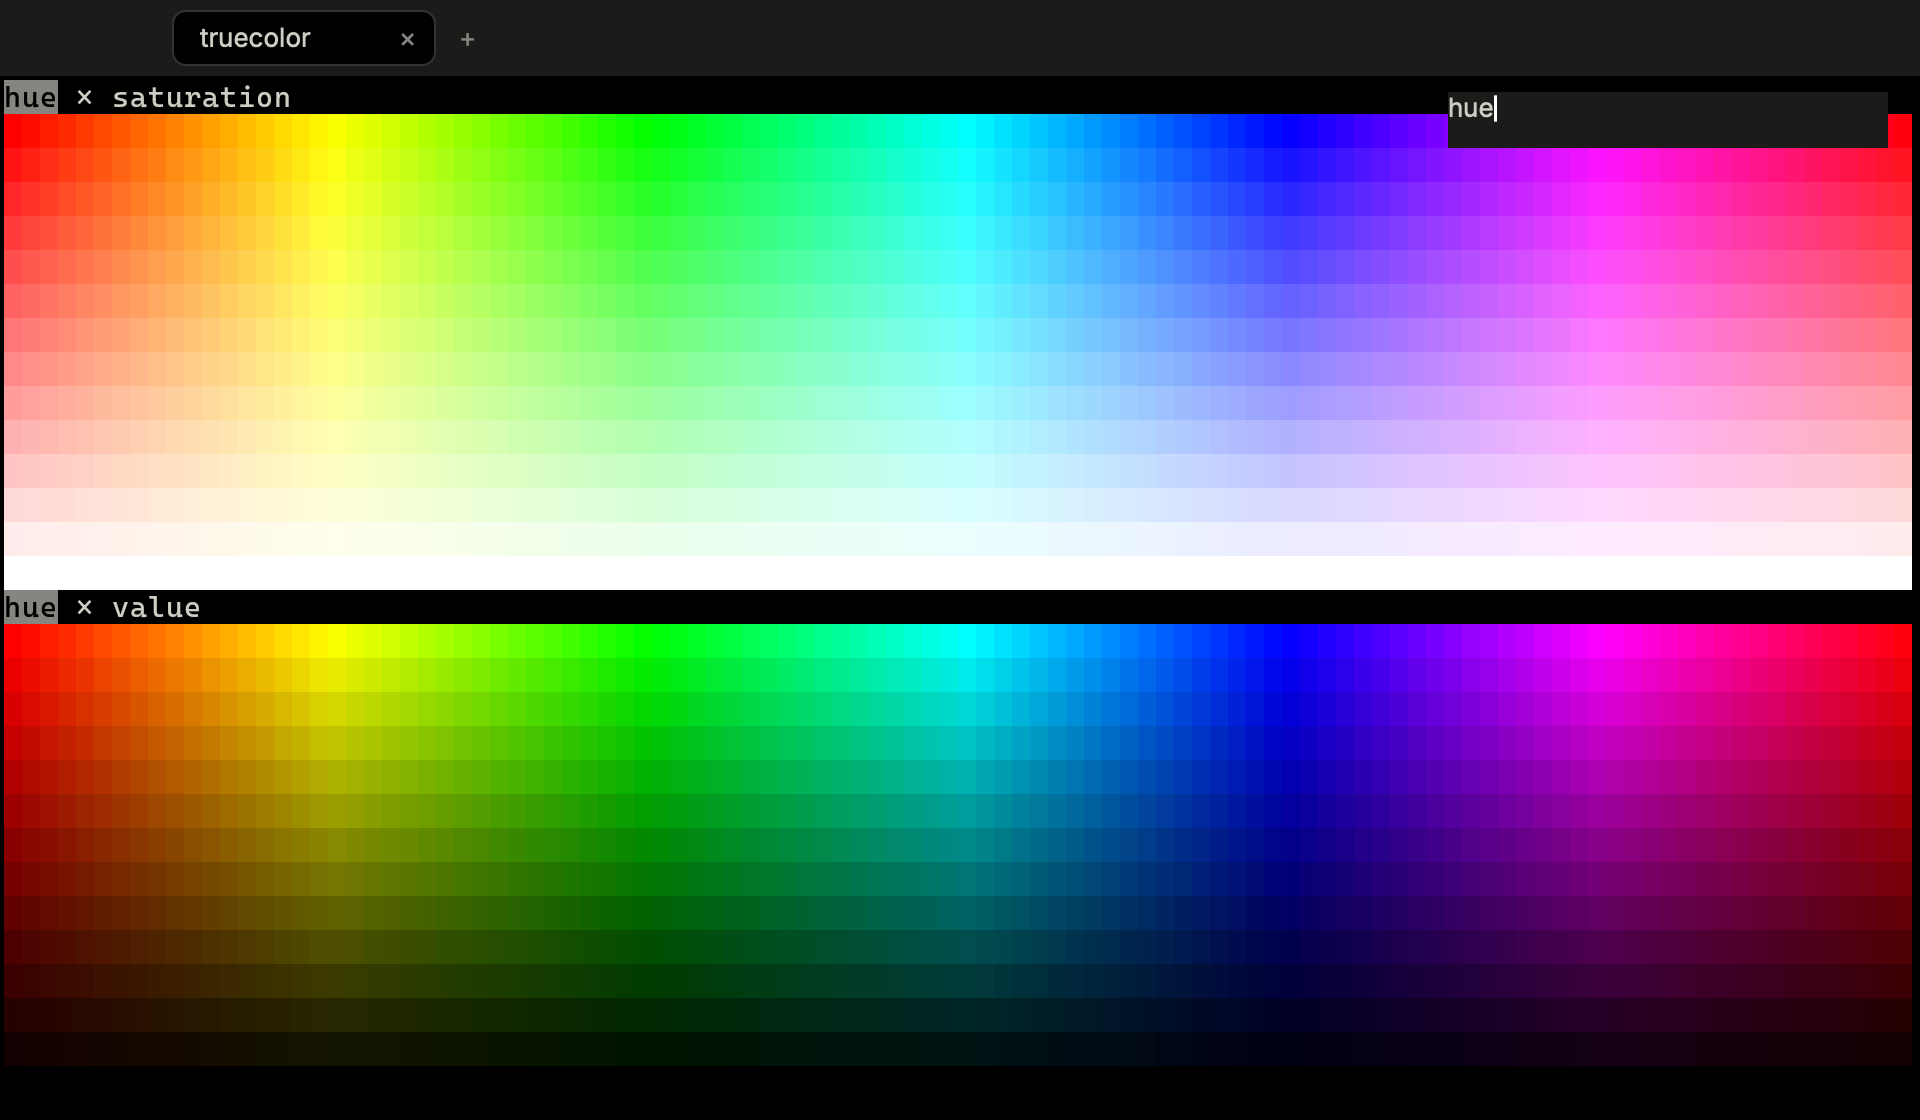 truecolor × +
hue × saturation
hue
hue × value